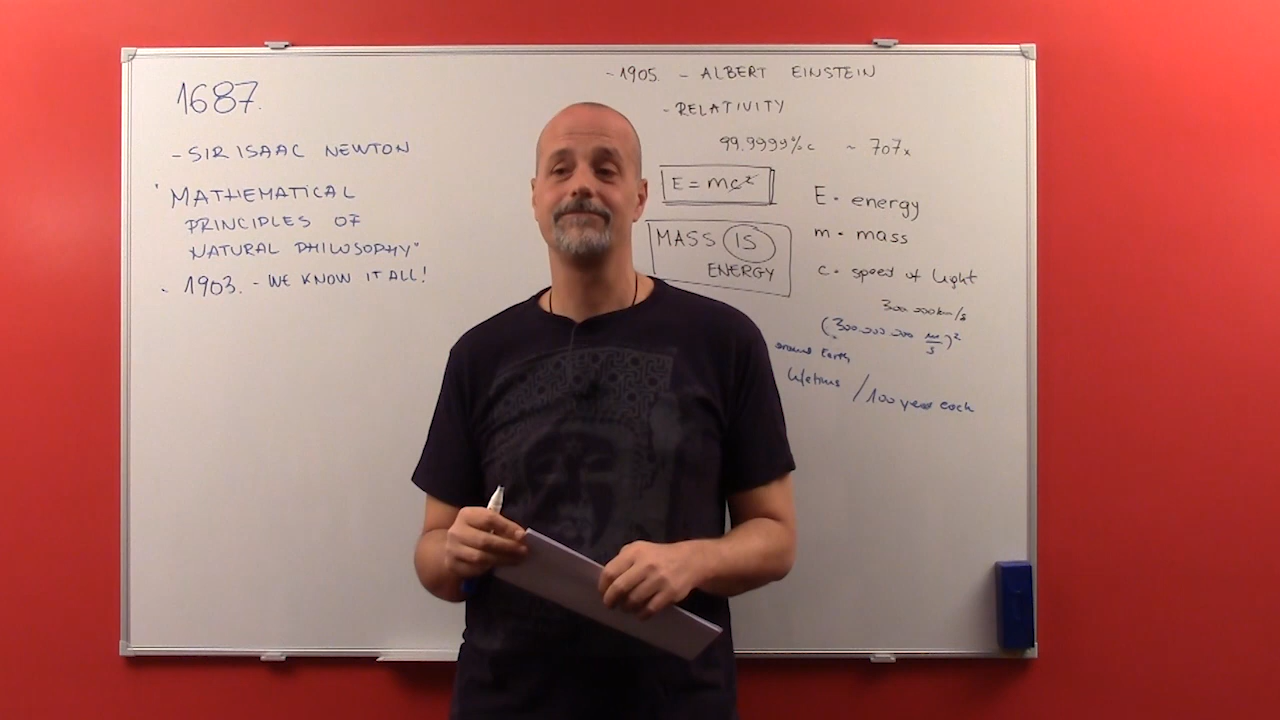 1687.
- SIR ISAAC NEWTON
"MATHEMATICAL
PRINCIPLES OF
NATURAL PHILOSOPHY"
- 1903. - WE KNOW IT ALL!
- 1905. - ALBERT EINSTEIN
- RELATIVITY
99.9999%c ~ 707x
E = mc²
MASS IS
ENERGY
E - energy
m - mass
c - speed of light
300.000km/s
(300.000.000 m/s)²
around Earth
lifetimes / 100 years each